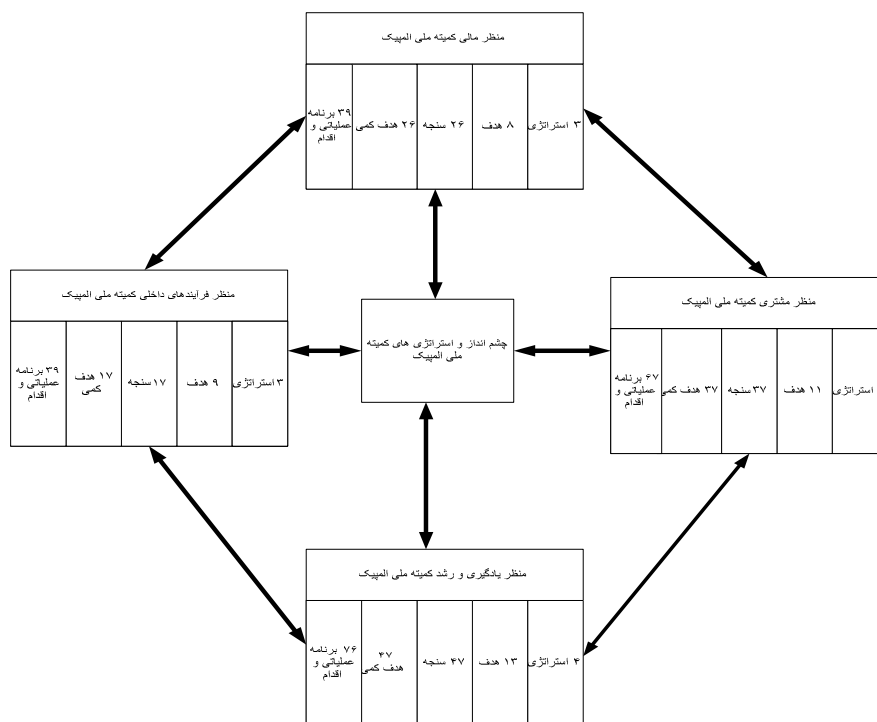 منظر مالی کمیته ملی المپیک
۳ استراتژی
۸ هدف
۲۶ سنجه
۲۶ هدف کمی
۳۹ برنامه
عملیاتی و
اقدام
منظر مشتری کمیته ملی المپیک
استراتژی
۱۱ هدف
۳۷ سنجه
۳۷ هدف کمی
۶۷ برنامه
عملیاتی و
اقدام
چشم انداز و استراتژی های کمیته
ملی المپیک
منظر فرآیندهای داخلی کمیته ملی المپیک
۳ استراتژی
۹ هدف
۱۷ سنجه
۱۷ هدف
کمی
۳۹ برنامه
عملیاتی و
اقدام
منظر یادگیری و رشد کمیته ملی المپیک
۴ استراتژی
۱۳ هدف
۴۷ سنجه
۴۷
هدف کمی
۷۶ برنامه
عملیاتی و
اقدام